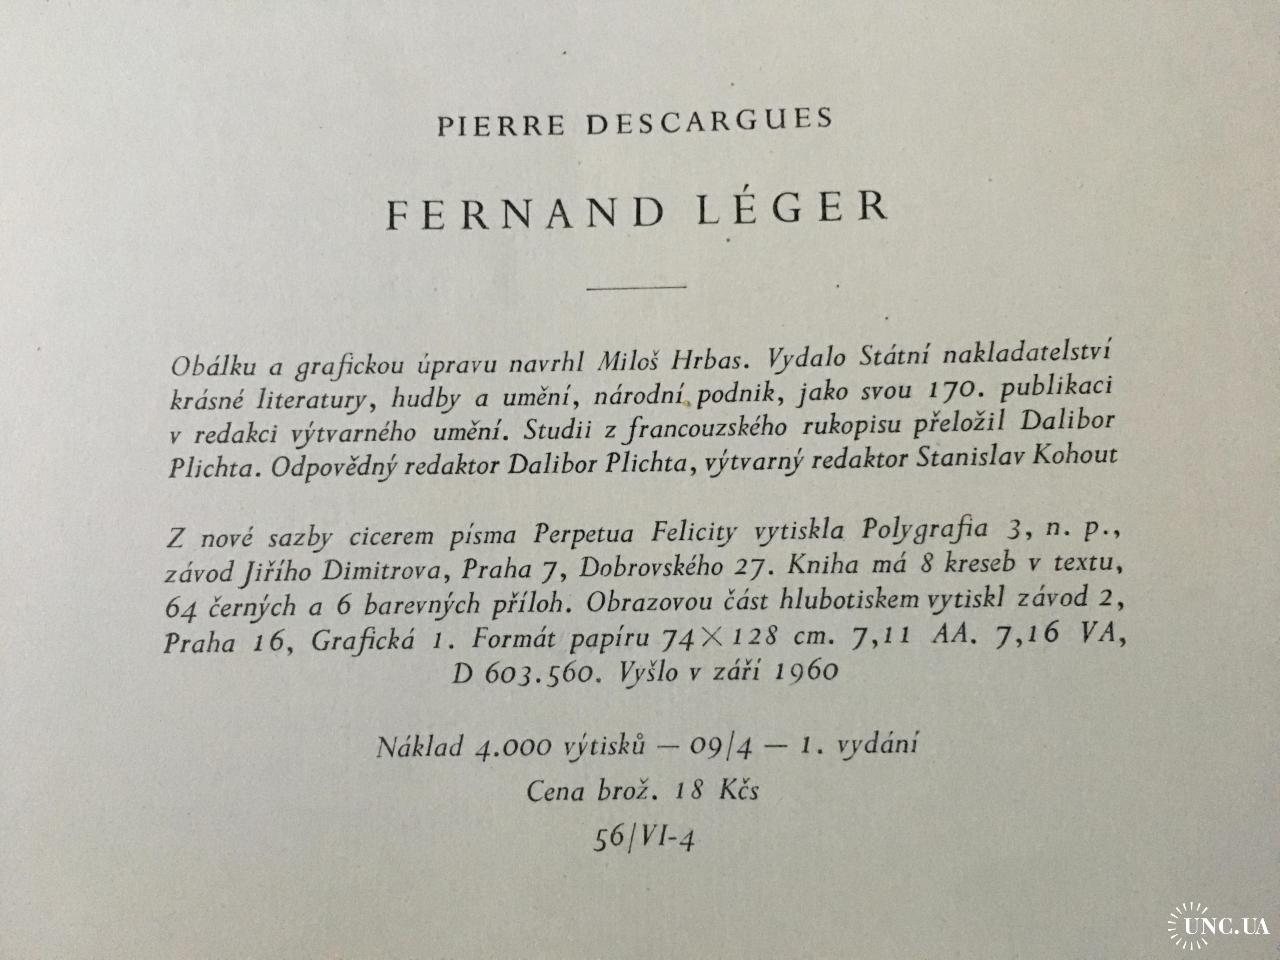 PIERRE DESCARGUES
FERNAND LÉGER
Obálku a grafickou úpravu navrhl Miloš Hrbas. Vydalo Státní nakladatelství
krásné literatury, hudby a umění, národní podnik, jako svou 170. publikaci
v redakci výtvarného umění. Studii z francouzského rukopisu přeložil Dalibor
Plichta. Odpovědný redaktor Dalibor Plichta, výtvarný redaktor Stanislav Kohout
Z nové sazby cicerem písma Perpetua Felicity vytiskla Polygrafia 3, n. p.,
závod Jiřího Dimitrova, Praha 7, Dobrovského 27. Kniha má 8 kreseb v textu,
64 černých a 6 barevných příloh. Obrazovou část hlubotiskem vytiskl závod 2,
Praha 16, Grafická 1. Formát papíru 74×128 cm. 7,11 AA. 7,16 VA,
D 603.560. Vyšlo v září 1960
Náklad 4.000 výtisků — 09/4 — 1. vydání
Cena brož. 18 Kčs
56/VI-4
UNC.UA